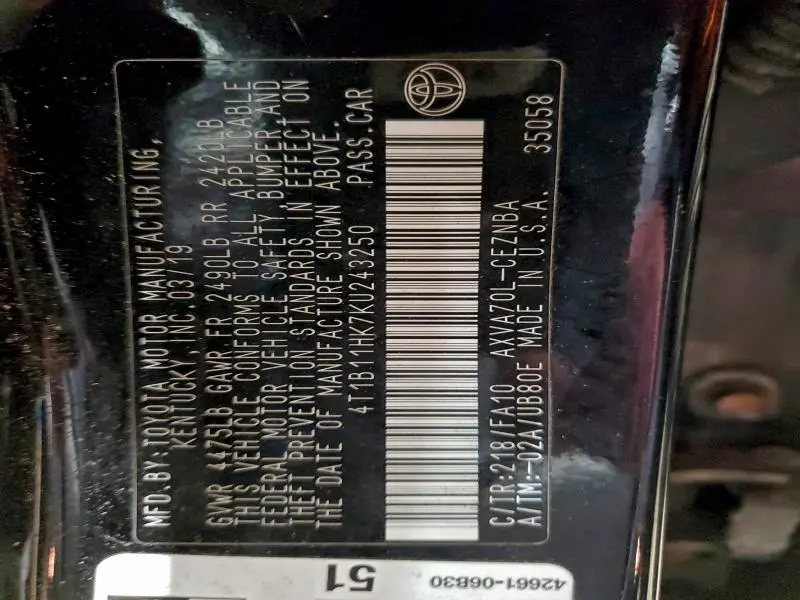 MFD. BY: TOYOTA MOTOR MANUFACTURING,
KENTUCKY, INC. 03/19
GVWR 4475LB GAWR FR 2490LB RR 2420LB
THIS VEHICLE CONFORMS TO ALL APPLICABLE
FEDERAL MOTOR VEHICLE SAFETY, BUMPER AND
THEFT PREVENTION STANDARDS IN EFFECT ON
THE DATE OF MANUFACTURE SHOWN ABOVE.
4T1B11HK7KU243250 PASS.CAR
C/TR:218/FA10 AXVA70L-CEZNBA 35058
A/TM:-02A/UB80E MADE IN U.S.A.
51
42661-06B30